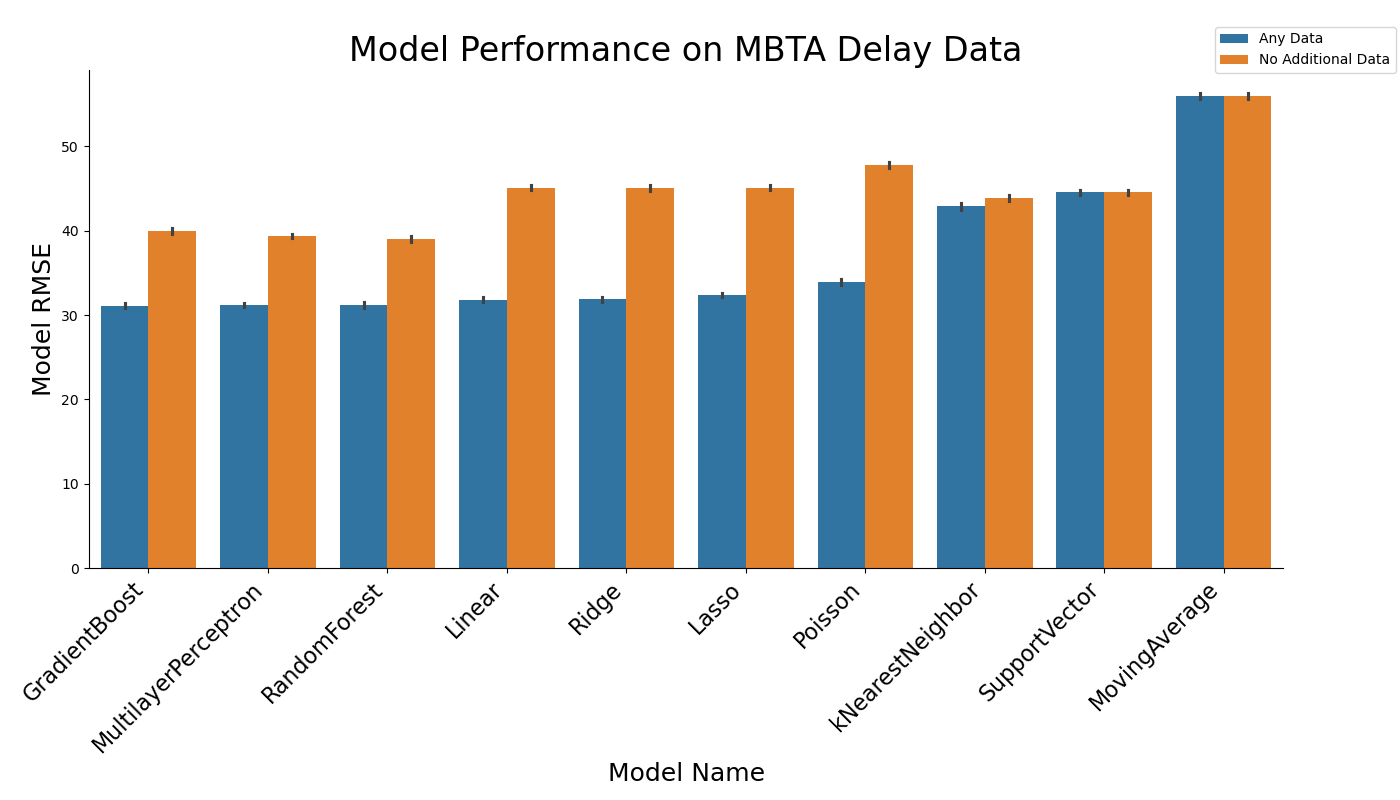 Model Performance on MBTA Delay Data
Any Data
No Additional Data
Model RMSE
50
40
30
20
10
0
GradientBoost
MultilayerPerceptron
RandomForest
Linear
Ridge
Lasso
Poisson
kNearestNeighbor
SupportVector
MovingAverage
Model Name